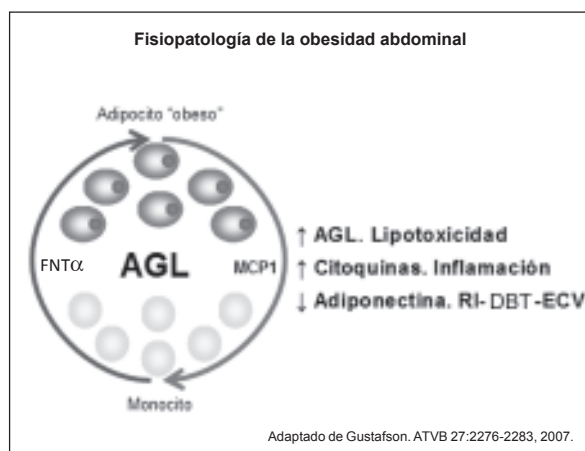 Fisiopatología de la obesidad abdominal
Adipocito "obeso"
FNTα
AGL
MCP1
↑ AGL. Lipotoxicidad
↑ Citoquinas. Inflamación
↓ Adiponectina. RI-DBT-ECV
Monocito
Adaptado de Gustafson. ATVB 27:2276-2283, 2007.